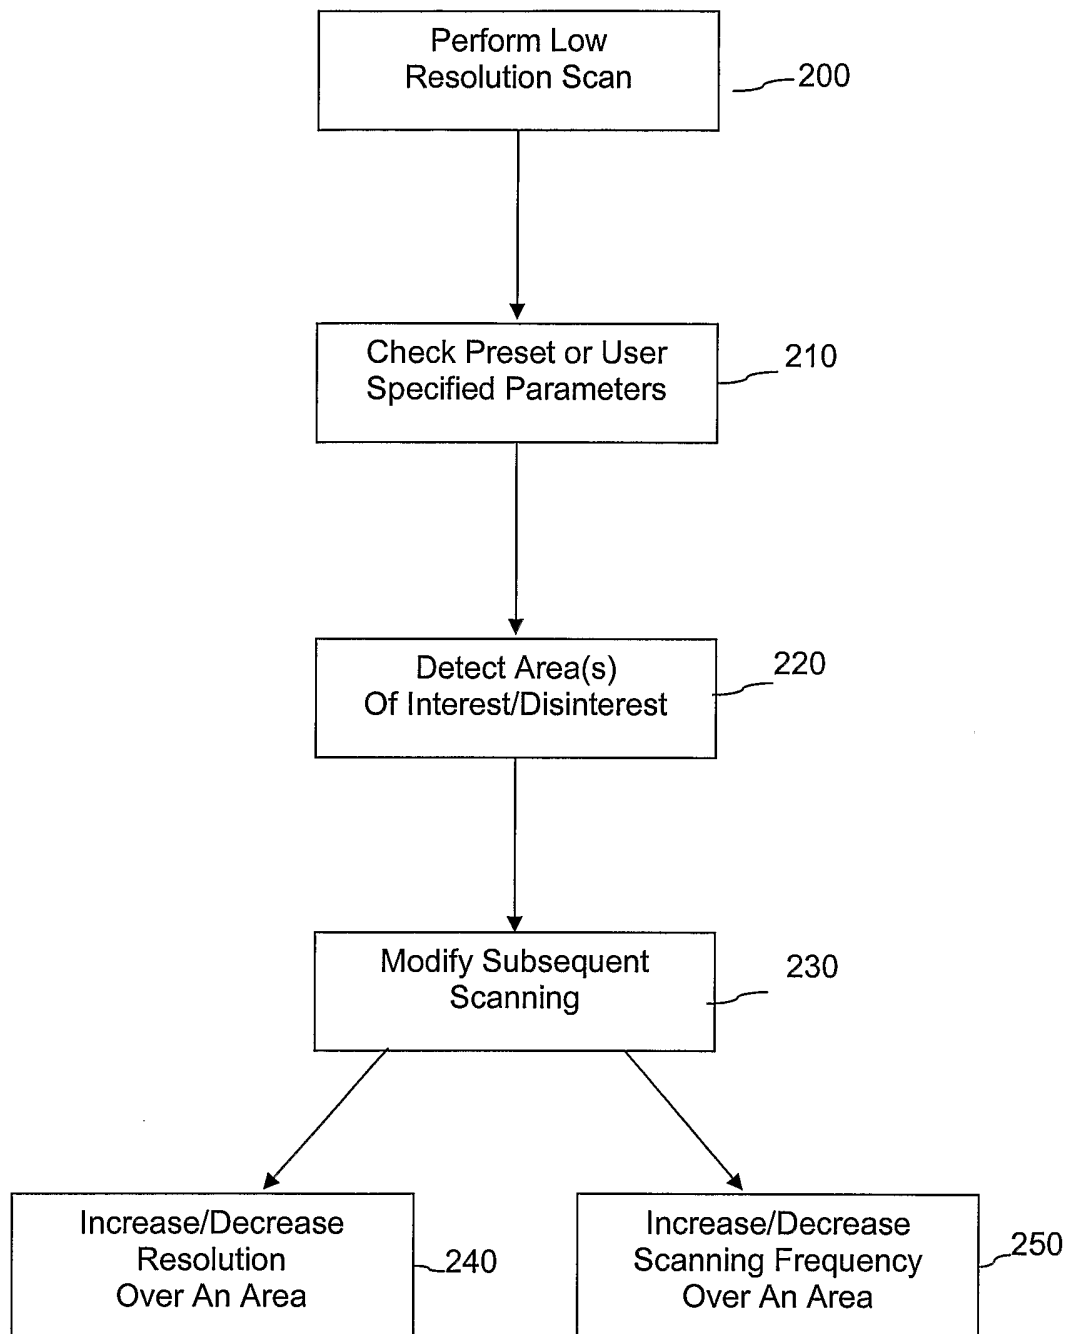 Perform Low
Resolution Scan
200
Check Preset or User
Specified Parameters
210
Detect Area(s)
Of Interest/Disinterest
220
Modify Subsequent
Scanning
230
Increase/Decrease
Resolution
Over An Area
240
Increase/Decrease
Scanning Frequency
Over An Area
250